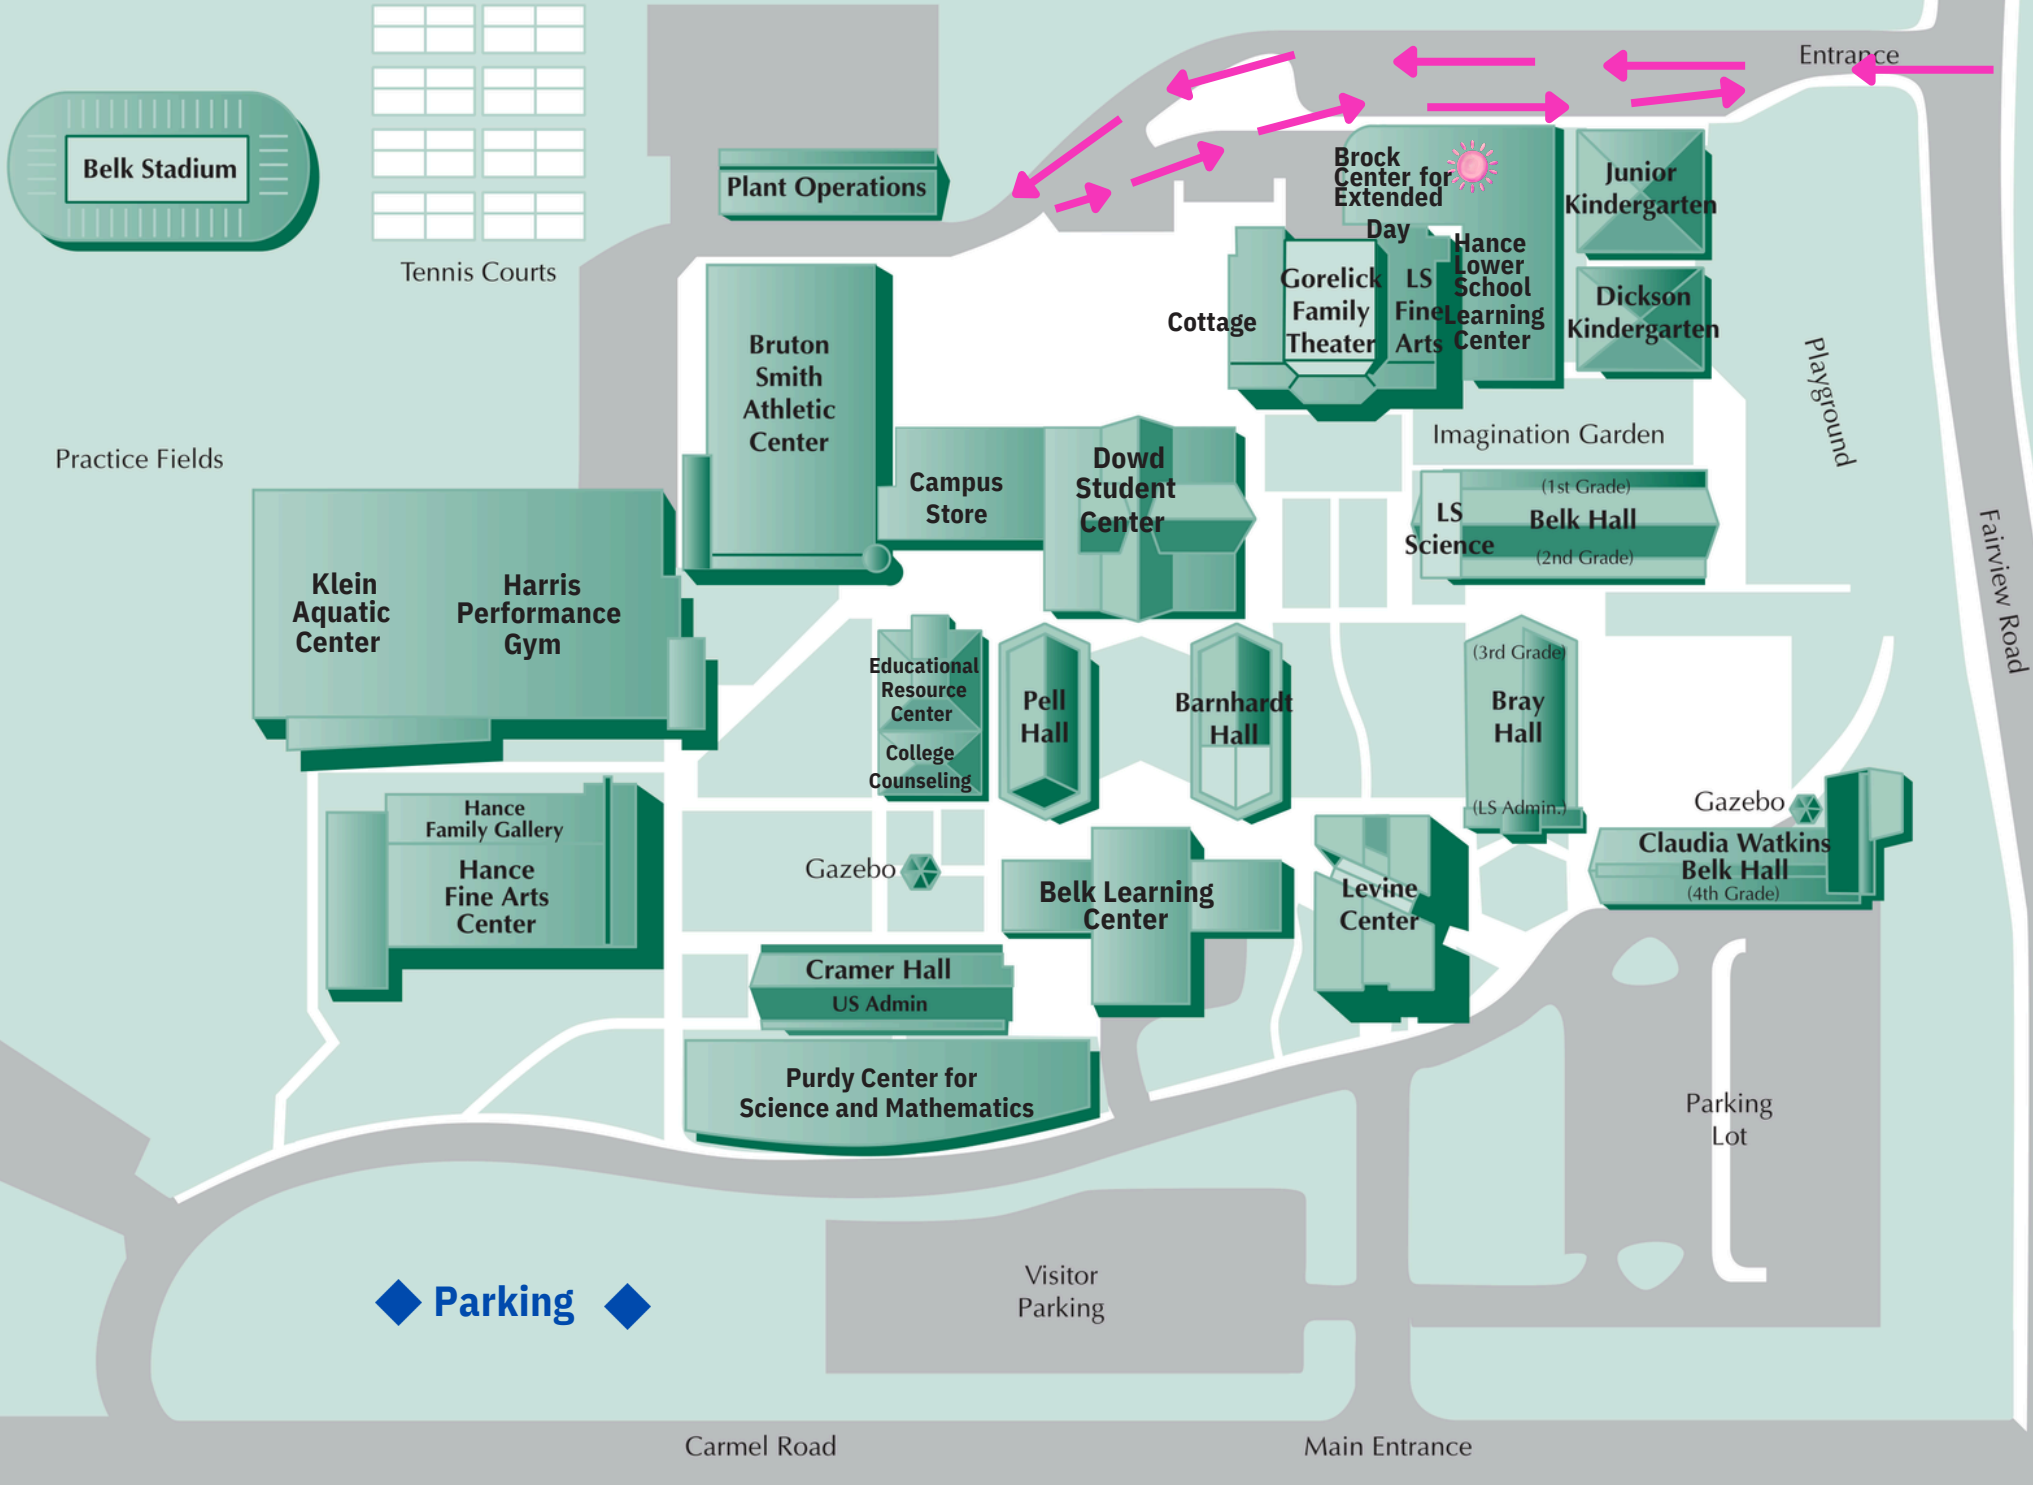 Entrance
Belk Stadium
Plant Operations
Tennis Courts
Brock
Center for
Extended
Day
Junior
Kindergarten
Hance
Lower
School
Learning
Center
Gorelick
Family
Theater
LS
Fine
Arts
Cottage
Dickson
Kindergarten
Playground
Bruton
Smith
Athletic
Center
Practice Fields
Imagination Garden
Campus
Store
Dowd
Student
Center
LS
Science
(1st Grade)
Belk Hall
(2nd Grade)
Fairview Road
Klein
Aquatic
Center
Harris
Performance
Gym
Educational
Resource
Center
College
Counseling
Pell
Hall
Barnhardt
Hall
(3rd Grade)
Bray
Hall
(LS Admin.)
Gazebo
Claudia Watkins
Belk Hall
(4th Grade)
Hance
Family Gallery
Hance
Fine Arts
Center
Gazebo
Belk Learning
Center
Levine
Center
Cramer Hall
US Admin
Purdy Center for
Science and Mathematics
Parking
Lot
Visitor
Parking
Parking
Carmel Road
Main Entrance